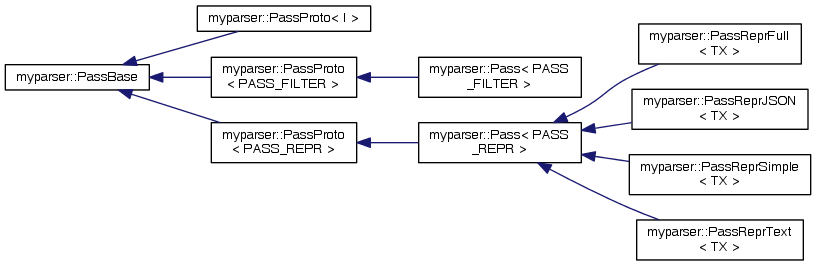 myparser::PassBase
myparser::PassProto< I >
myparser::PassProto
< PASS_FILTER >
myparser::PassProto
< PASS_REPR >
myparser::Pass< PASS
_FILTER >
myparser::Pass< PASS
_REPR >
myparser::PassReprFull
< TX >
myparser::PassReprJSON
< TX >
myparser::PassReprSimple
< TX >
myparser::PassReprText
< TX >